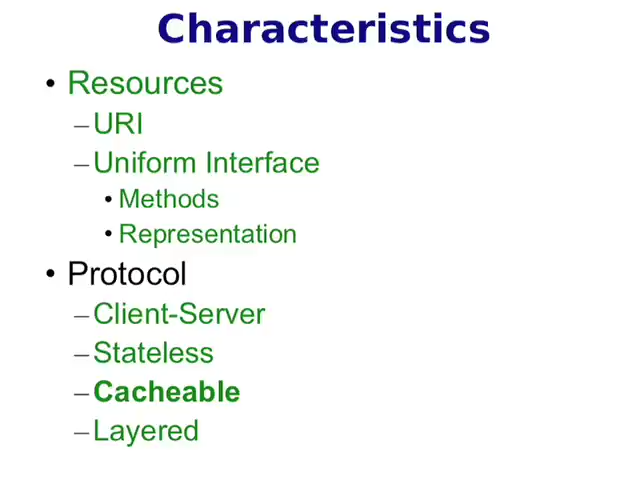 Characteristics
• Resources
–URI
–Uniform Interface
• Methods
• Representation
• Protocol
–Client-Server
–Stateless
–Cacheable
–Layered